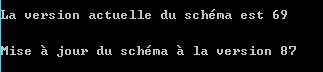 La version actuelle du schéma est 69
Mise à jour du schéma à la version 87